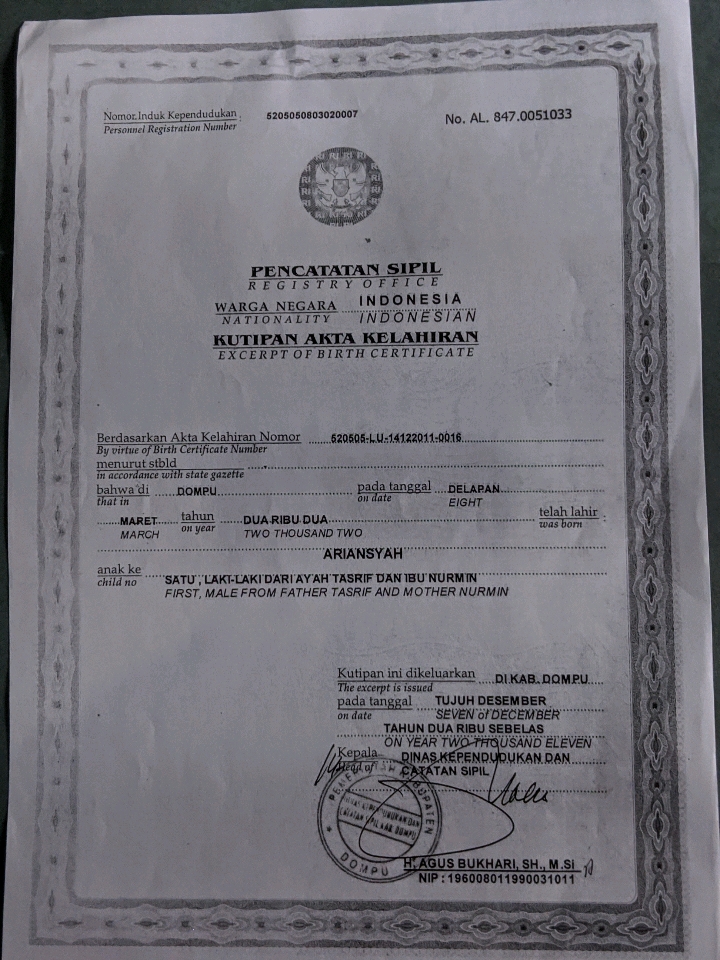 Nomor Induk Kependudukan : 5205050803020007
Personnel Registration Number
No. AL. 847.0051033
PENCATATAN SIPIL
REGISTRY OFFICE
WARGA NEGARA INDONESIA
NATIONALITY INDONESIAN
KUTIPAN AKTA KELAHIRAN
EXCERPT OF BIRTH CERTIFICATE
Berdasarkan Akta Kelahiran Nomor 520505-LU-14122011-0016
By virtue of Birth Certificate Number
menurut stbld
in accordance with state gazette
bahwa di DOMPU pada tanggal DELAPAN
that in on date EIGHT
MARET tahun DUA RIBU DUA telah lahir
MARCH on year TWO THOUSAND TWO was born
ARIANSYAH
anak ke SATU , LAKI-LAKI DARI AYAH TASRIF DAN IBU NURMIN
child no FIRST, MALE FROM FATHER TASRIF AND MOTHER NURMIN
Kutipan ini dikeluarkan DI KAB. DOMPU
The excerpt is issued
pada tanggal TUJUH DESEMBER
on date SEVEN of DECEMBER
TAHUN DUA RIBU SEBELAS
ON YEAR TWO THOUSAND ELEVEN
Kepala DINAS KEPENDUDUKAN DAN
Head of CATATAN SIPIL
KABUPATEN
DOMPU
H. AGUS BUKHARI, SH., M.SI
NIP : 196008011990031011